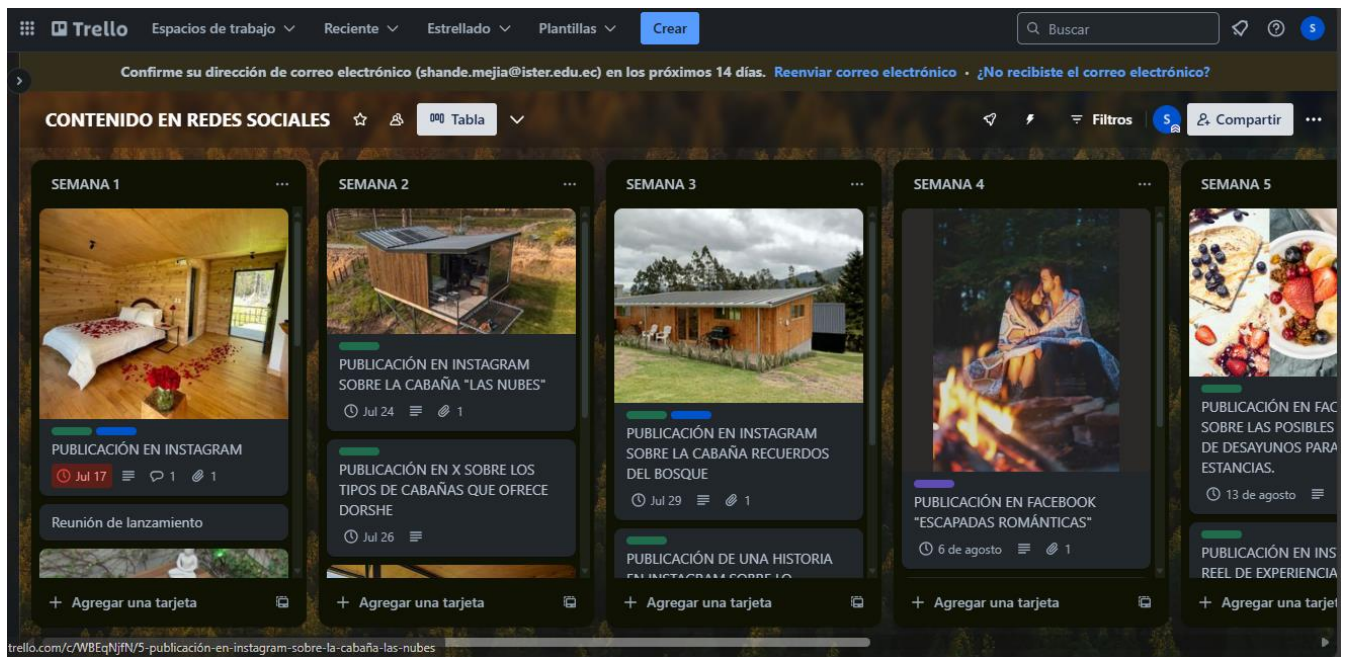 Trello Espacios de trabajo Reciente Estrellado Plantillas Crear Buscar S
Confirme su dirección de correo electrónico (shande.mejia@ister.edu.ec) en los próximos 14 días. Reenviar correo electrónico • ¿No recibiste el correo electrónico?
CONTENIDO EN REDES SOCIALES Tabla Filtros S Compartir
SEMANA 1
PUBLICACIÓN EN INSTAGRAM
Jul 17 1 1
Reunión de lanzamiento
+ Agregar una tarjeta
SEMANA 2
PUBLICACIÓN EN INSTAGRAM
SOBRE LA CABAÑA "LAS NUBES"
Jul 24 1
PUBLICACIÓN EN X SOBRE LOS
TIPOS DE CABAÑAS QUE OFRECE
DORSHE
Jul 26
+ Agregar una tarjeta
SEMANA 3
PUBLICACIÓN EN INSTAGRAM
SOBRE LA CABAÑA RECUERDOS
DEL BOSQUE
Jul 29 1
PUBLICACIÓN DE UNA HISTORIA
EN INSTAGRAM SOBRE LO
+ Agregar una tarjeta
SEMANA 4
PUBLICACIÓN EN FACEBOOK
"ESCAPADAS ROMÁNTICAS"
6 de agosto 1
+ Agregar una tarjeta
SEMANA 5
PUBLICACIÓN EN FAC
SOBRE LAS POSIBLES
DE DESAYUNOS PARA
ESTANCIAS.
13 de agosto
PUBLICACIÓN EN INS
REEL DE EXPERIENCIA
+ Agregar una tarjet
trello.com/c/WBEqNjfN/5-publicación-en-instagram-sobre-la-cabaña-las-nubes